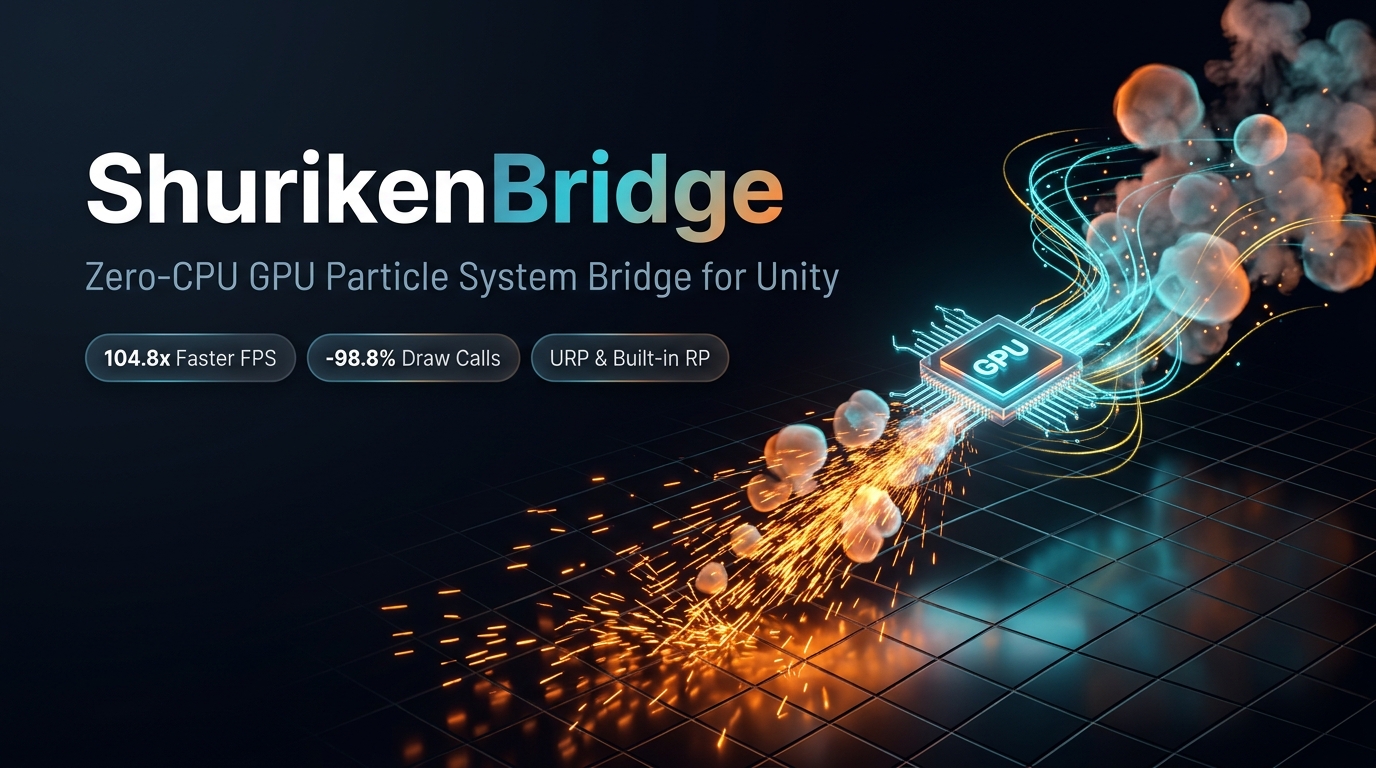 ShurikenBridge
Zero-CPU GPU Particle System Bridge for Unity
104.8x Faster FPS
-98.8% Draw Calls
URP & Built-in RP
GPU